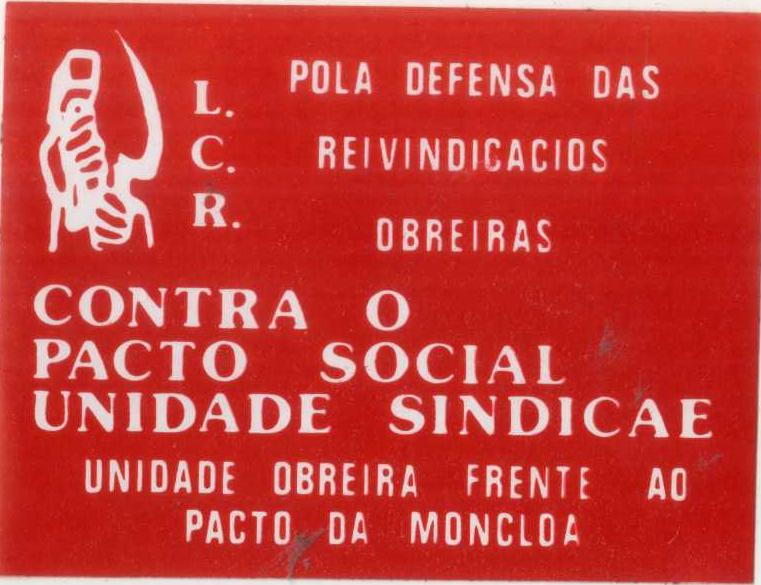 L.
C.
R.
POLA DEFENSA DAS
REIVINDICACIOS
OBREIRAS
CONTRA O
PACTO SOCIAL
UNIDADE SINDICAE
UNIDADE OBREIRA FRENTE AO
PACTO DA MONCLOA